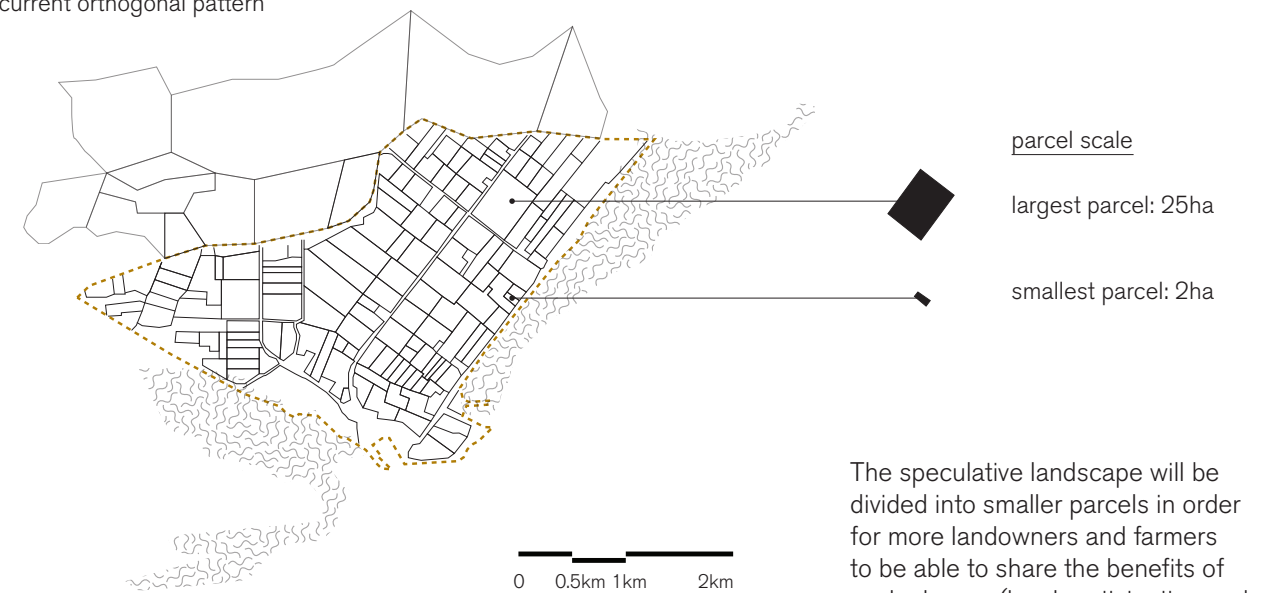 current orthogonal pattern
parcel scale
largest parcel: 25ha
smallest parcel: 2ha
The speculative landscape will be
divided into smaller parcels in order
for more landowners and farmers
to be able to share the benefits of
0 0.5km 1km 2km